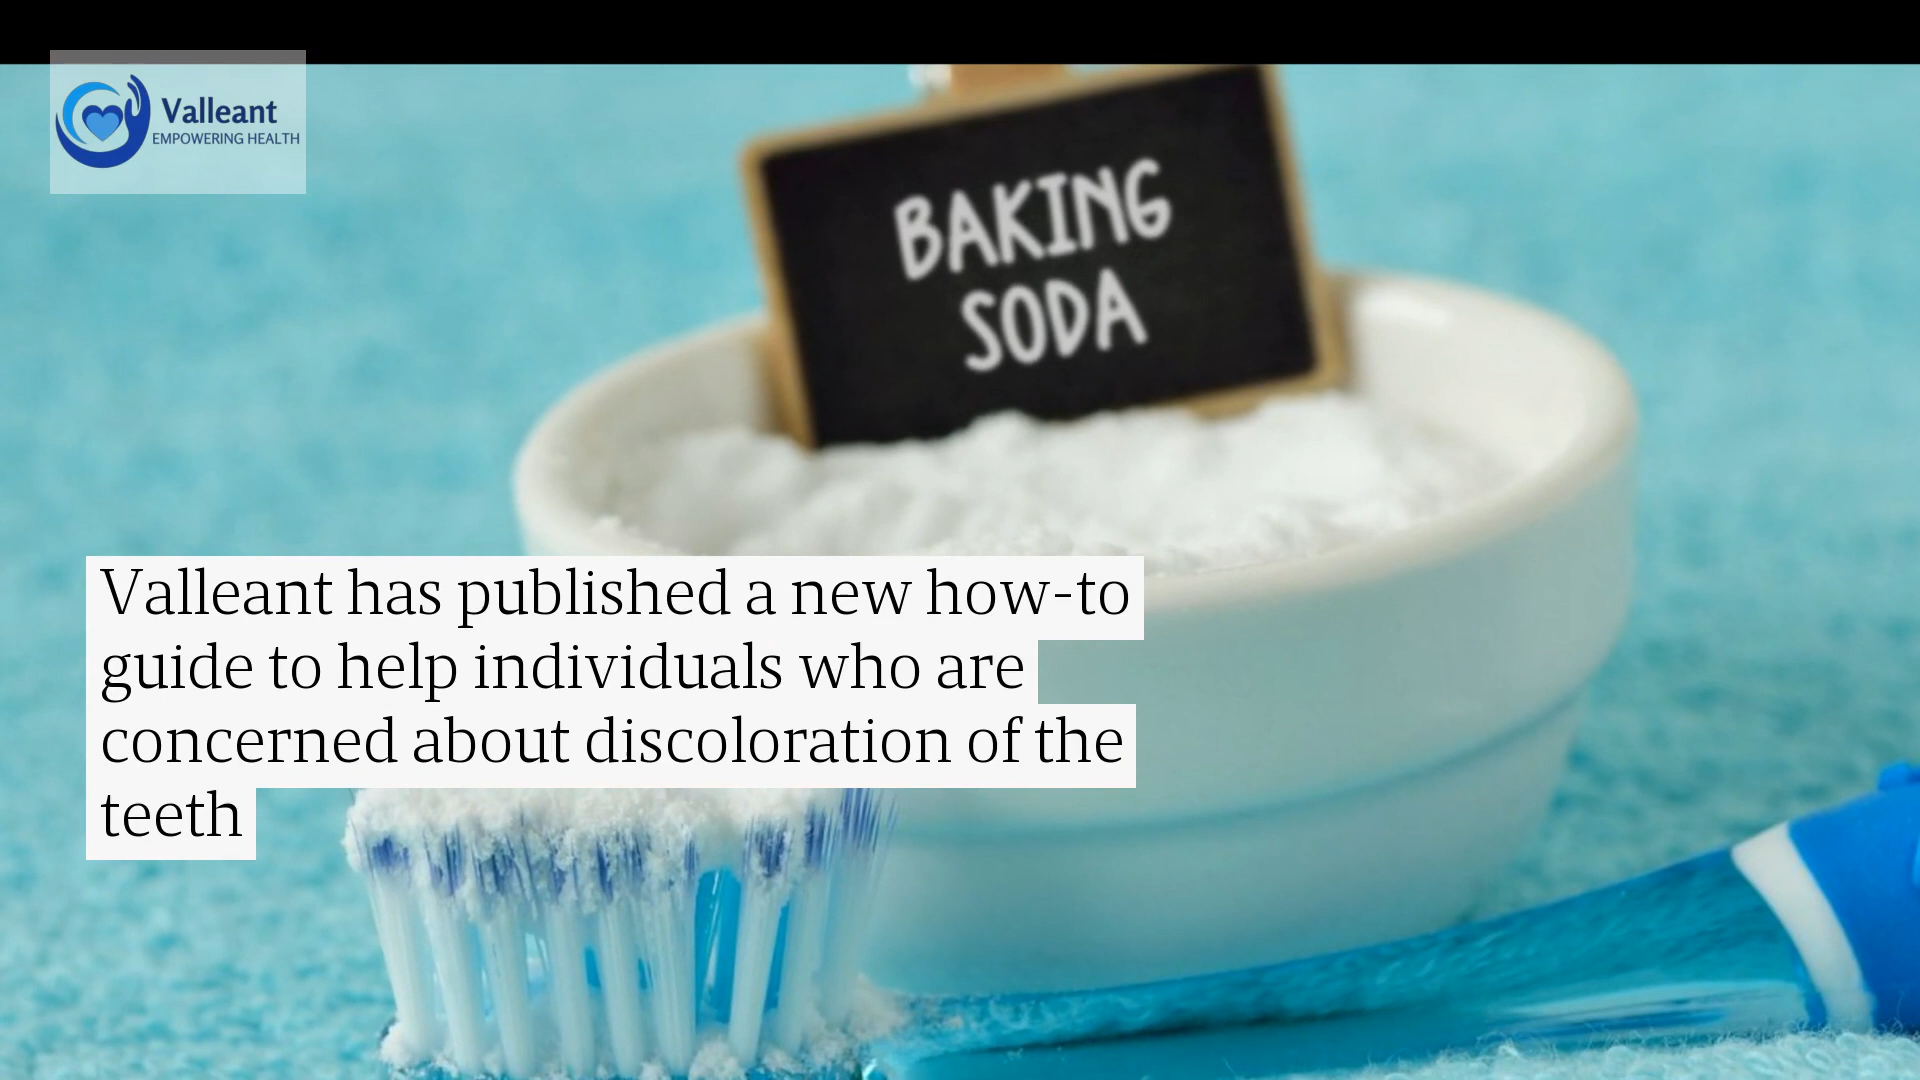 Valleant
EMPOWERING HEALTH
BAKING
SODA
Valleant has published a new how-to
guide to help individuals who are
concerned about discoloration of the
teeth